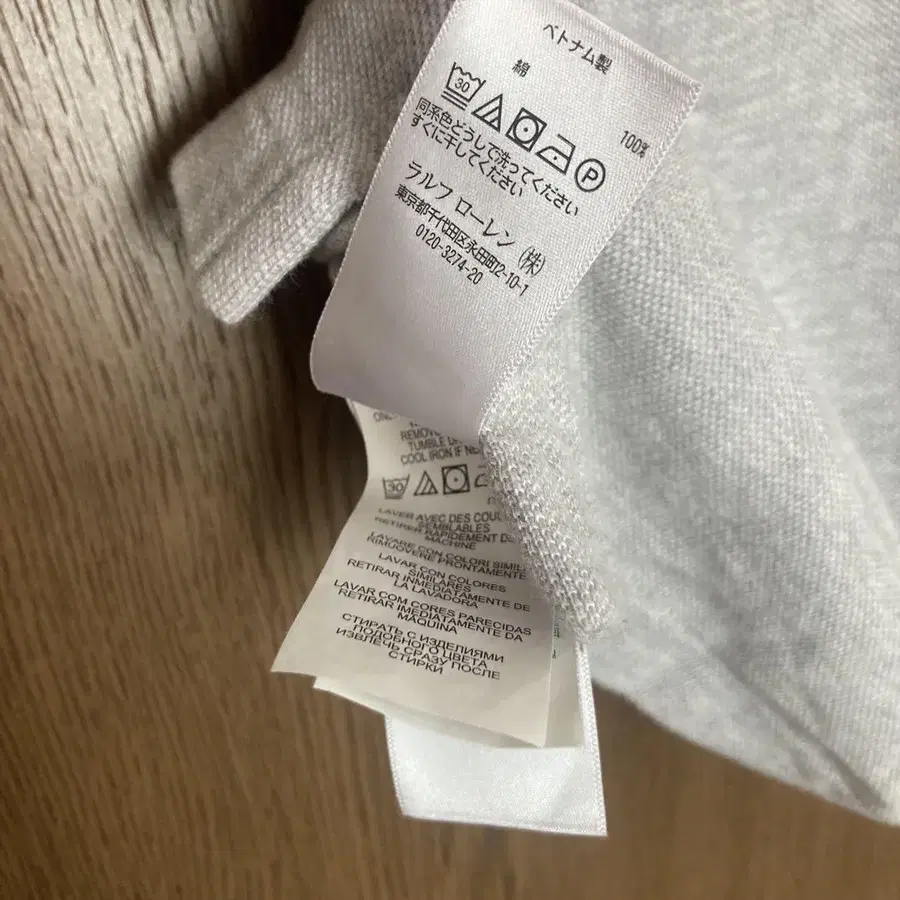 ベトナム製
綿 100%
30 P
同系色どうしで洗ってください
すぐに干してください
ラルフ ローレン (株)
東京都千代田区永田町2-10-1
0120-3274-20
REMOVE
TUMBLE
COOL IRON IF
30
LAVER AVEC DES
SEMBLABLES
RETIRER RAPIDEMENT
MACHINE
LAVARE CON COLORI SIMILI
RIMUOVERE PRONTAMENTE
LAVAR CON COLORES
SIMILARES
RETIRAR INMEDIATAMENTE DE
LA LAVADORA
LAVAR COM CORES PARECIDAS
RETIRAR IMEDIATAMENTE DA
MÁQUINA
СТИРАТЬ С ИЗДЕЛИЯМИ
ПОДОБНОГО ЦВЕТА
ИЗВЛЕЧЬ СРАЗУ ПОСЛЕ
СТИРКИ